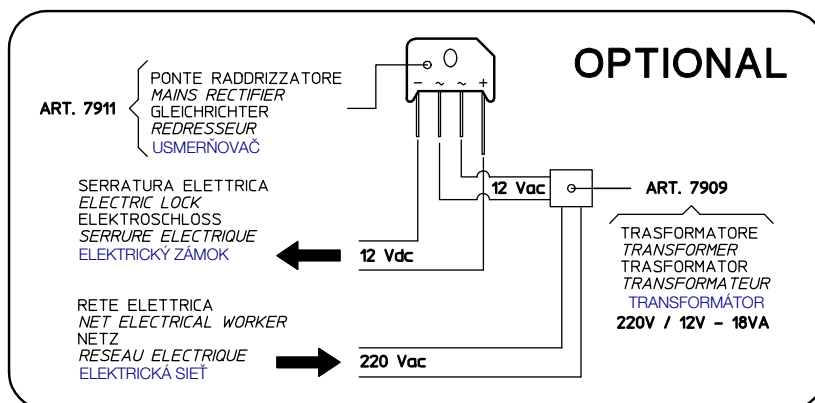 OPTIONAL
ART. 7911
PONTE RADDRIZZATORE
MAINS RECTIFIER
GLEICHRICHTER
REDRESSEUR
USMERŇOVAČ
− ~ ~ +
SERRATURA ELETTRICA
ELECTRIC LOCK
ELEKTROSCHLOSS
SERRURE ELECTRIQUE
ELEKTRICKÝ ZÁMOK
12 Vdc
12 Vac
ART. 7909
TRASFORMATORE
TRANSFORMER
TRASFORMATOR
TRANSFORMATEUR
TRANSFORMÁTOR
220V / 12V - 18VA
RETE ELETTRICA
NET ELECTRICAL WORKER
NETZ
RESEAU ELECTRIQUE
ELEKTRICKÁ SIEŤ
220 Vac